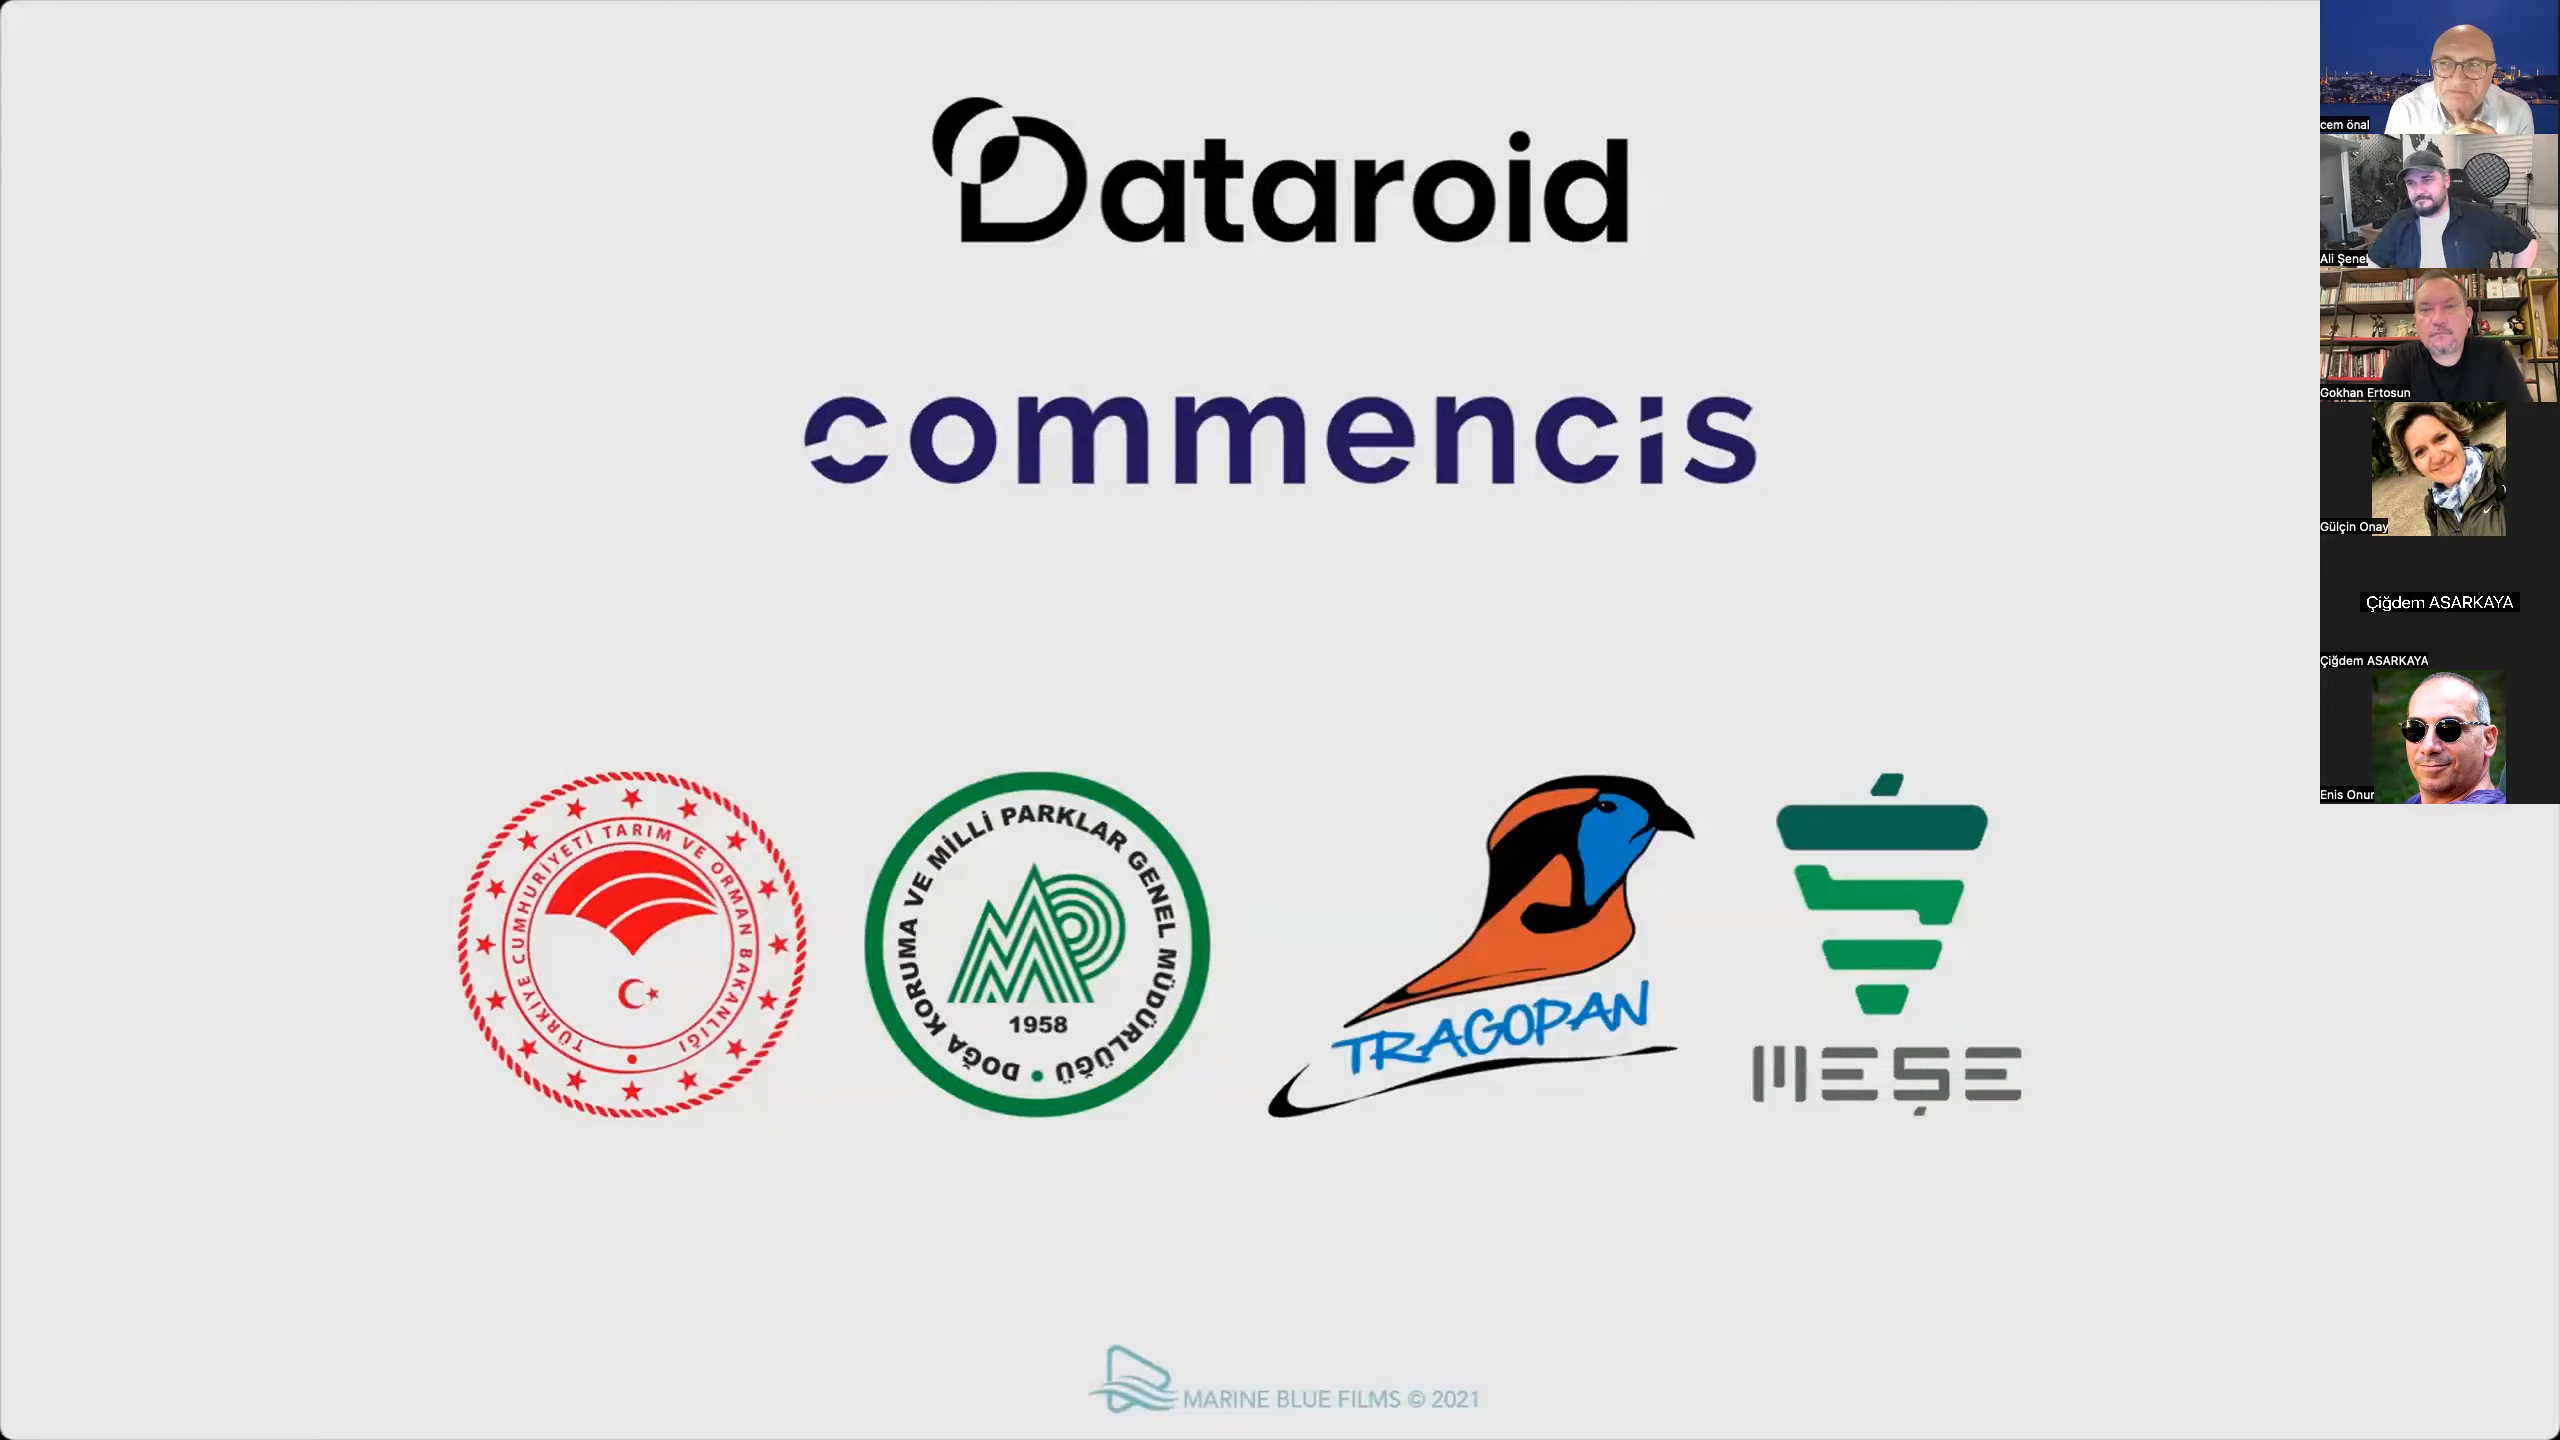 Dataroid
commencis
TÜRKİYE CUMHURİYETİ TARIM VE ORMAN BAKANLIĞI
DOĞA KORUMA VE MİLLİ PARKLAR GENEL MÜDÜRLÜĞÜ
MP
1958
TRAGOPAN
MEŞE
MARINE BLUE FILMS © 2021
cem önal
Ali Şenel
Gokhan Ertosun
Gülçin Onay
Çiğdem ASARKAYA
Çiğdem ASARKAYA
Enis Onur